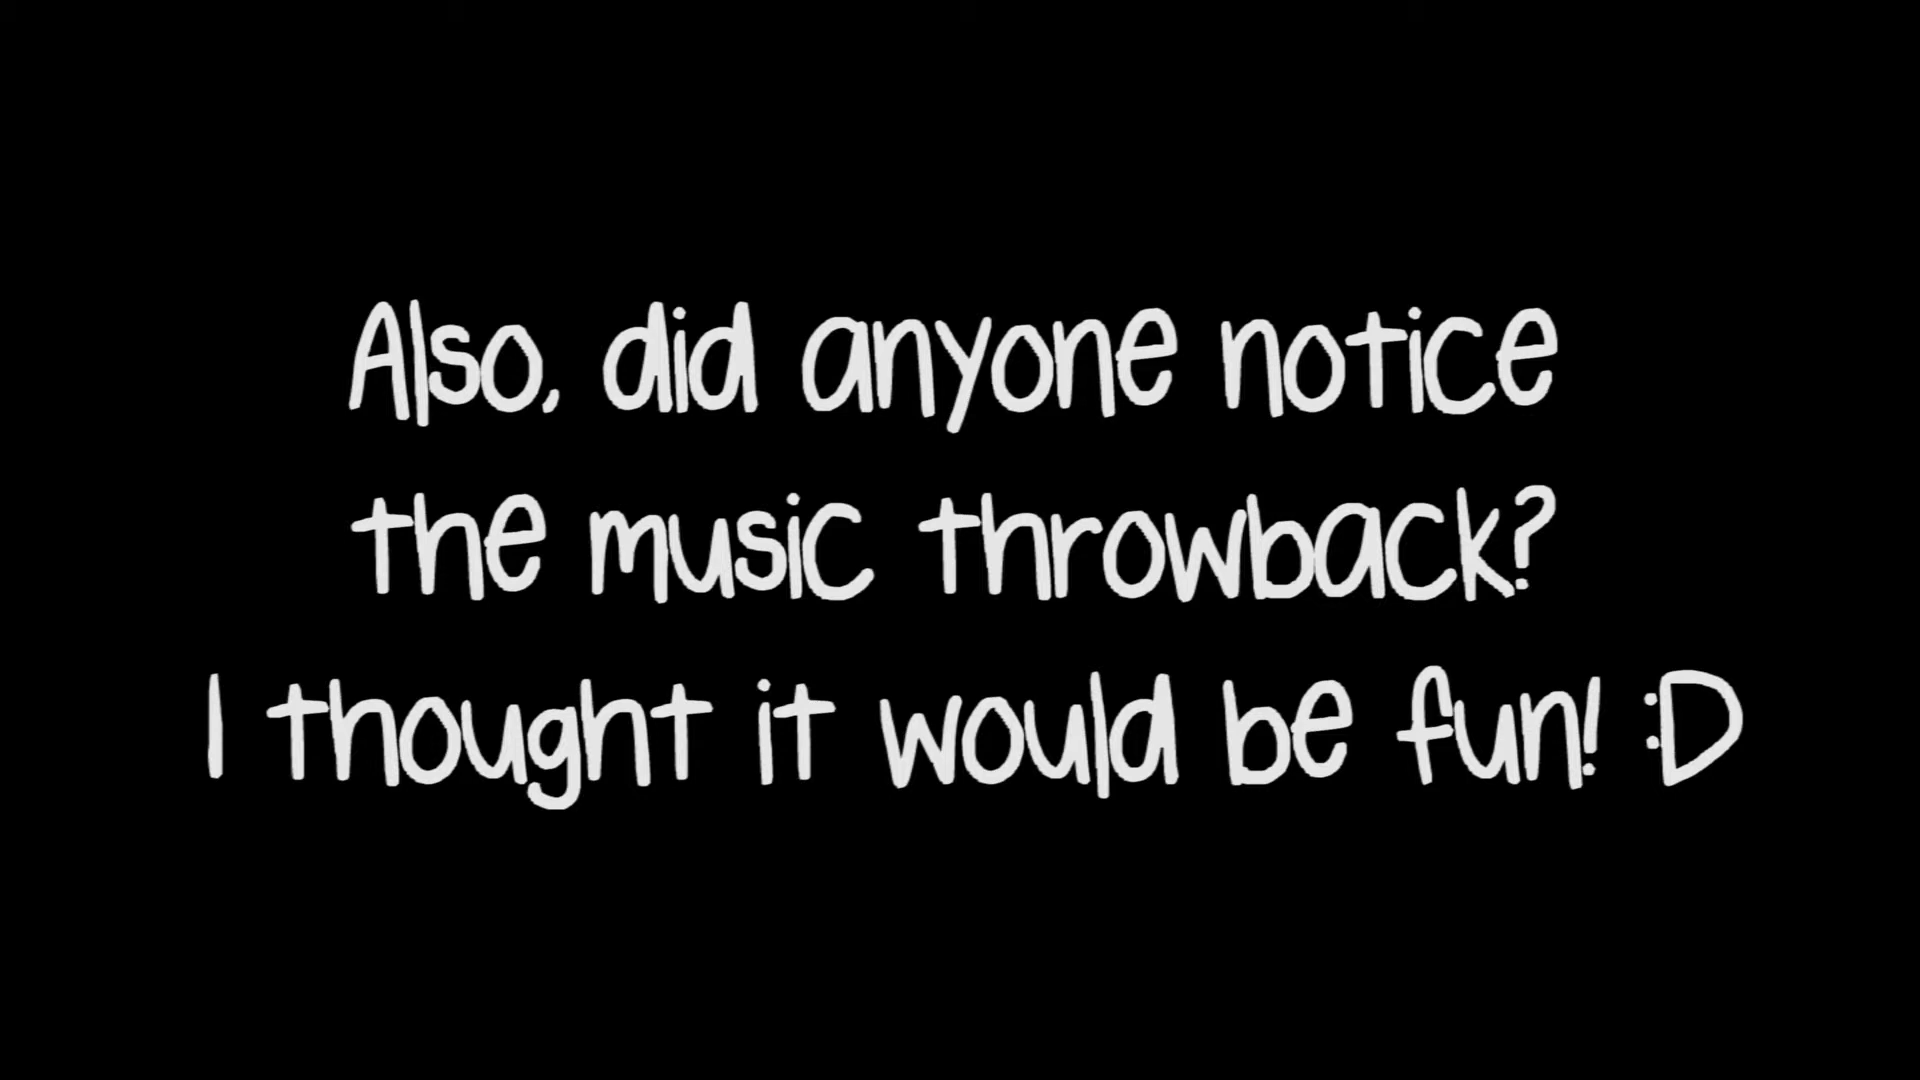 Also, did anyone notice
the music throwback?
I thought it would be fun! :D